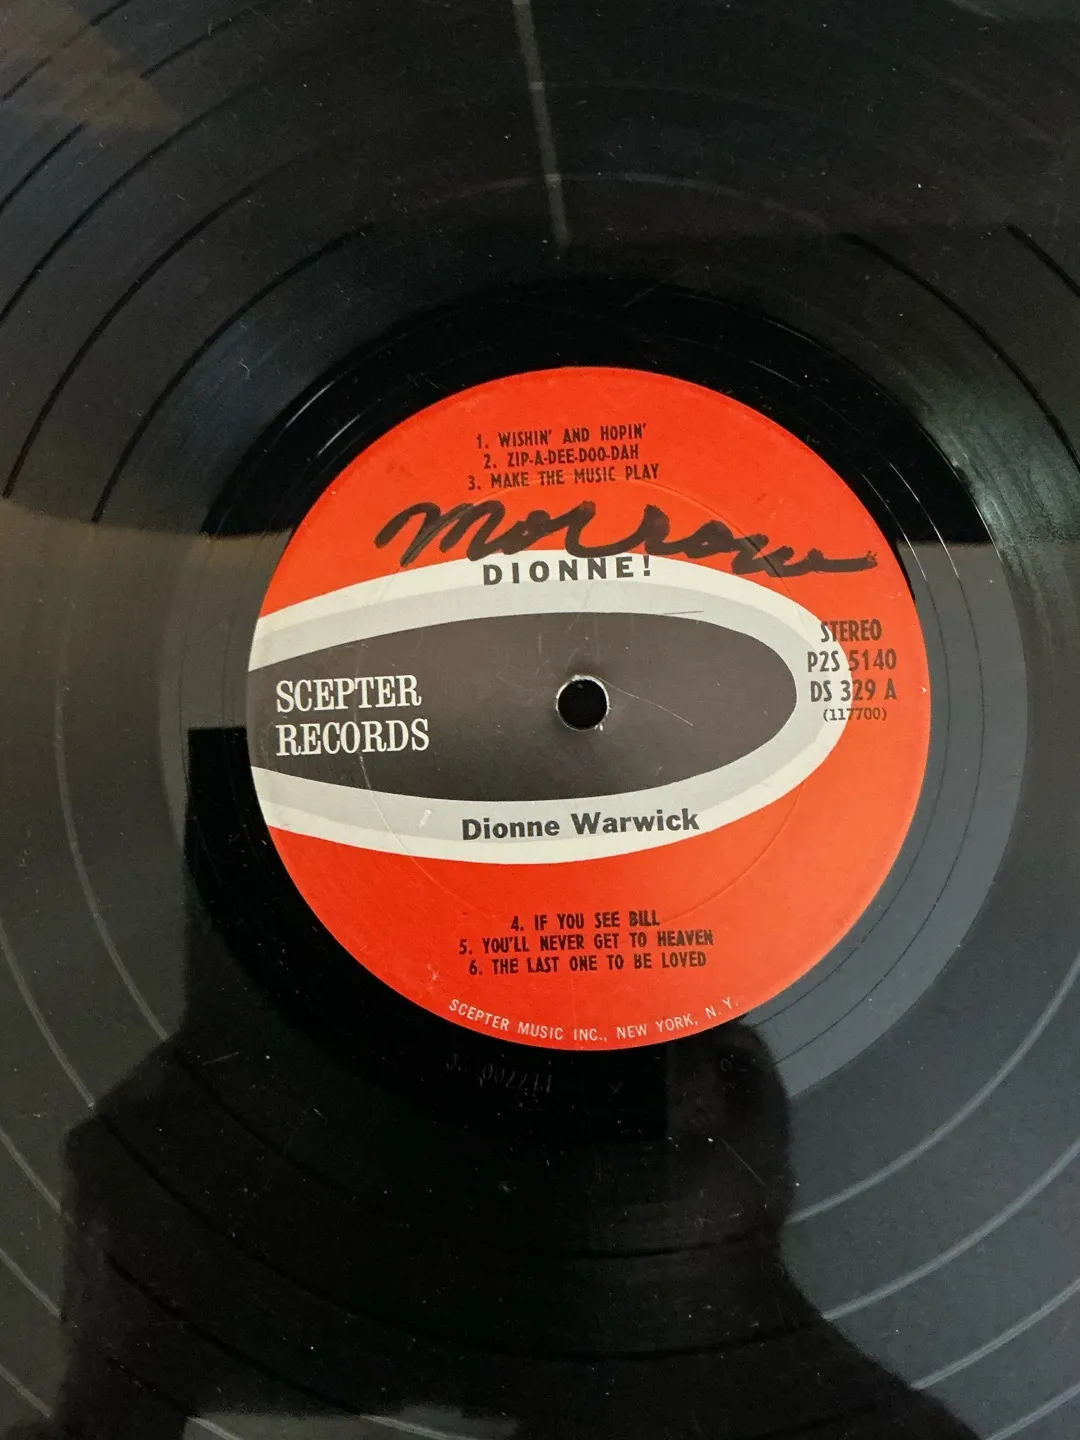 1. WISHIN' AND HOPIN'
2. ZIP-A-DEE-DOO-DAH
3. MAKE THE MUSIC PLAY
Morrow
DIONNE!
STEREO
P2S 5140
DS 329 A
(117700)
SCEPTER
RECORDS
Dionne Warwick
4. IF YOU SEE BILL
5. YOU'LL NEVER GET TO HEAVEN
6. THE LAST ONE TO BE LOVED
SCEPTER MUSIC INC., NEW YORK, N.Y.